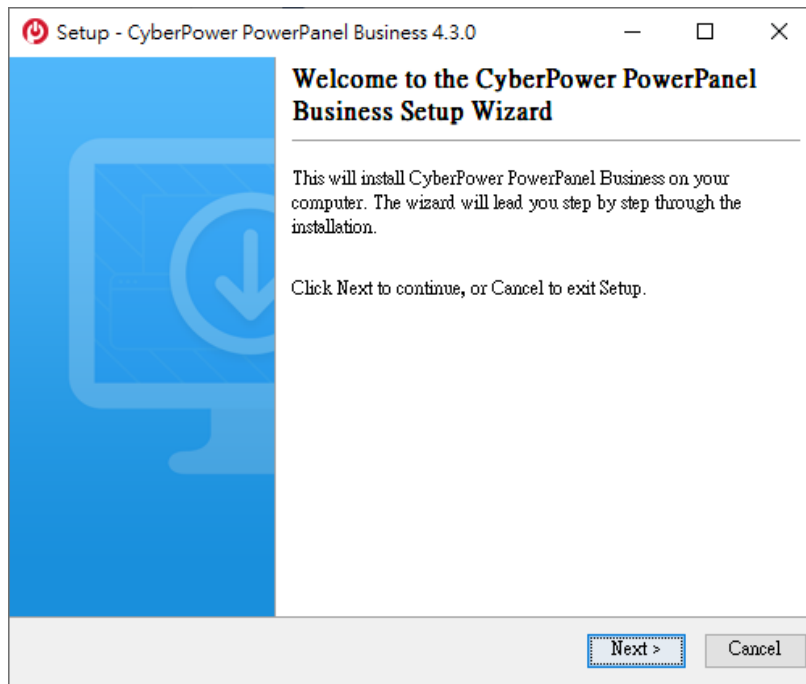 Setup - CyberPower PowerPanel Business 4.3.0
Welcome to the CyberPower PowerPanel
Business Setup Wizard
This will install CyberPower PowerPanel Business on your
computer. The wizard will lead you step by step through the
installation.
Click Next to continue, or Cancel to exit Setup.
Next >
Cancel